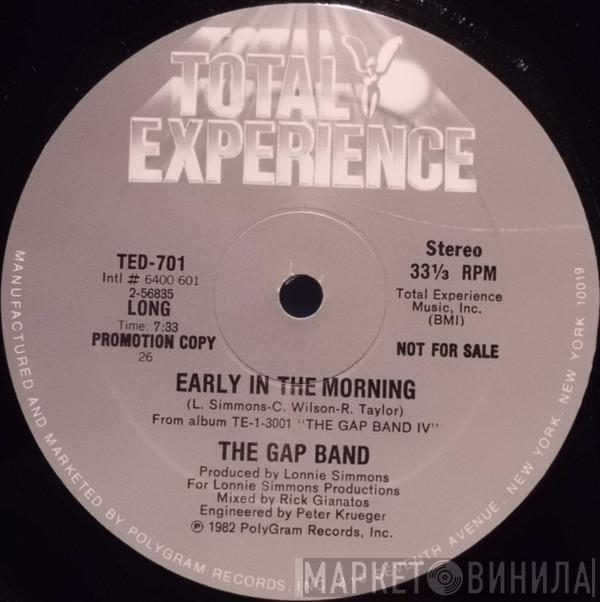 TOTAL
EXPERIENCE
TED-701
Intl # 6400 601
2-56835
LONG
Time: 7:33
PROMOTION COPY
26
Stereo
33⅓ RPM
Total Experience
Music, Inc.
(BMI)
NOT FOR SALE
EARLY IN THE MORNING
(L. Simmons-C. Wilson-R. Taylor)
From album TE-1-3001 "THE GAP BAND IV"
THE GAP BAND
Produced by Lonnie Simmons
For Lonnie Simmons Productions
Mixed by Rick Gianatos
Engineered by Peter Krueger
℗ 1982 PolyGram Records, Inc.
MANUFACTURED AND MARKETED BY POLYGRAM RECORDS, INC. SEVENTH AVENUE, NEW YORK, NEW YORK 10019
МАРКЕТ ВИНИЛА